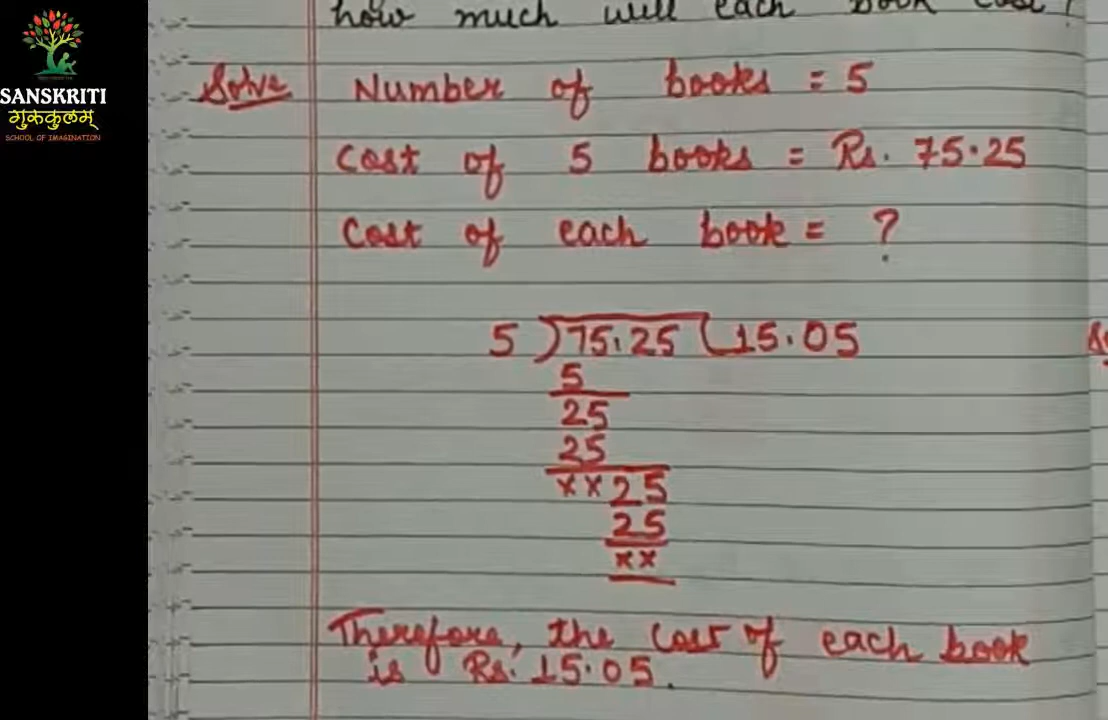 how much will each book cost?
SANSKRITI
गुरुकुलम्
SCHOOL OF IMAGINATION
Solve Number of books = 5
Cost of 5 books = Rs. 75.25
Cost of each book = ?
5 ) 75.25 ( 15.05
5
25
25
××25
25
××
Therefore, the cost of each book
is Rs. 15.05.